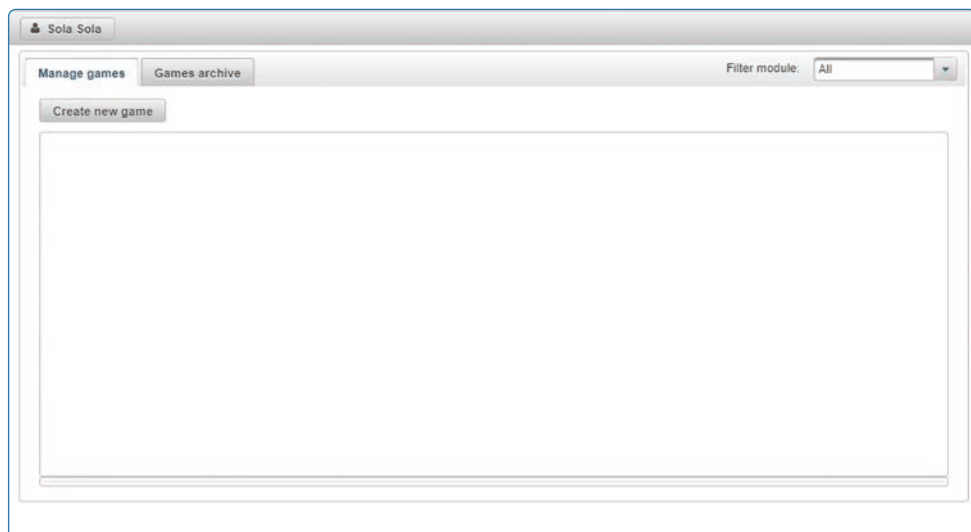 Sola Sola
Manage games
Games archive
Filter module:
All
Create new game